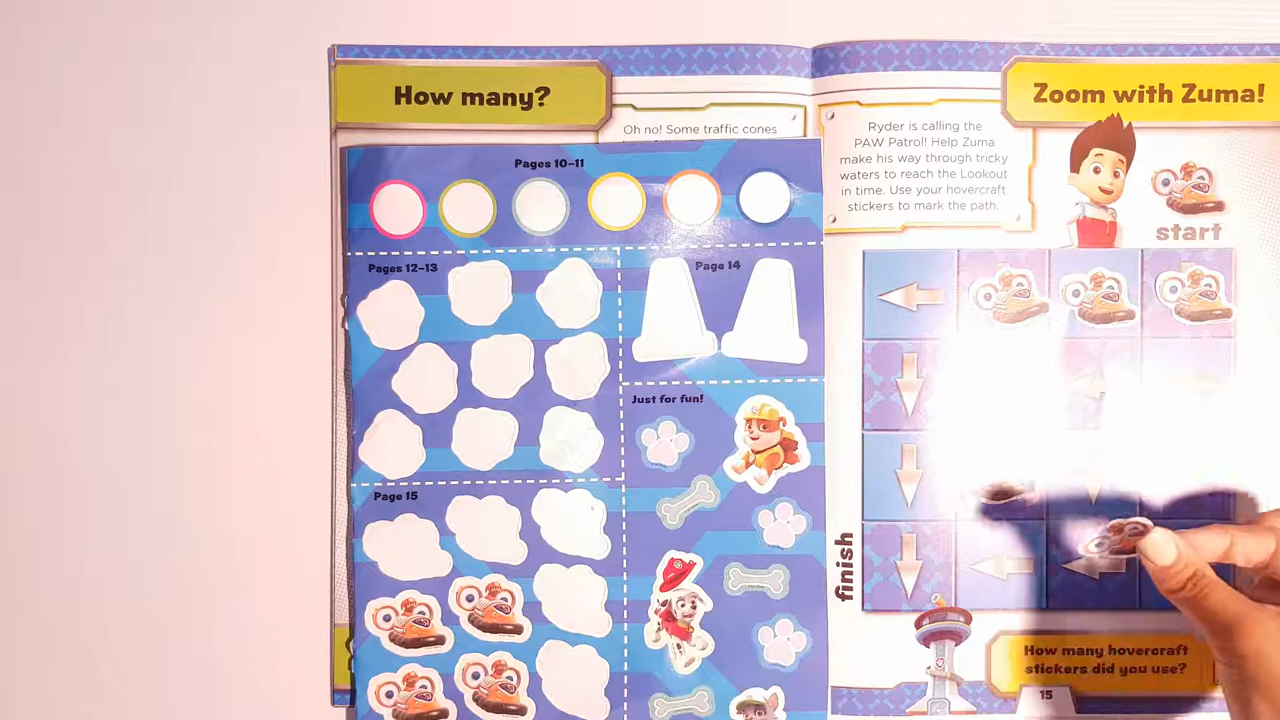 How many?
Oh no! Some traffic cones
Pages 10-11
Pages 12-13
Page 14
Just for fun!
Page 15
Zoom with Zuma!
Ryder is calling the
PAW Patrol! Help Zuma
make his way through tricky
waters to reach the Lookout
in time. Use your hovercraft
stickers to mark the path.
start
finish
How many hovercraft
stickers did you use?
15